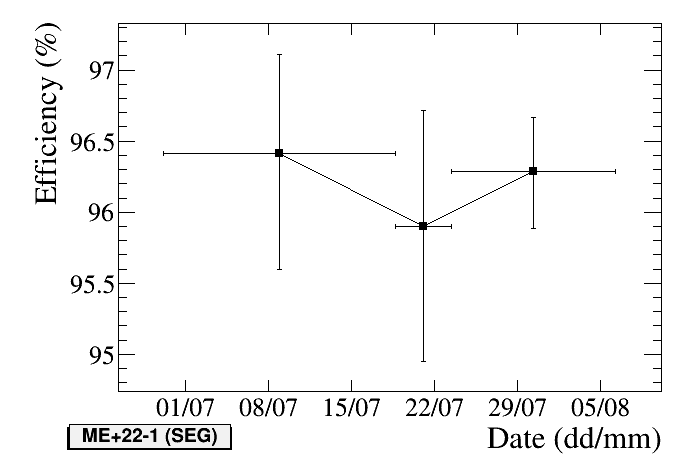 Efficiency (%)
97
96.5
96
95.5
95
01/07 08/07 15/07 22/07 29/07 05/08
ME+22-1 (SEG)
Date (dd/mm)